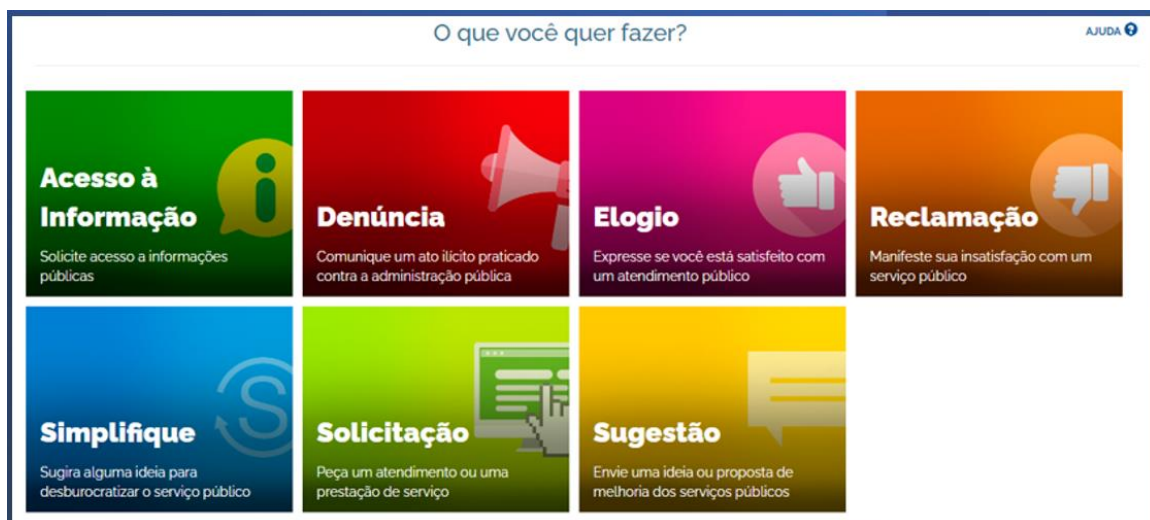 O que você quer fazer?
AJUDA
Acesso à
Informação
Solicite acesso a informações
públicas
Denúncia
Comunique um ato ilícito praticado
contra a administração pública
Elogio
Expresse se você está satisfeito com
um atendimento público
Reclamação
Manifeste sua insatisfação com um
serviço público
Simplifique
Sugira alguma ideia para
desburocratizar o serviço público
Solicitação
Peça um atendimento ou uma
prestação de serviço
Sugestão
Envie uma ideia ou proposta de
melhoria dos serviços públicos